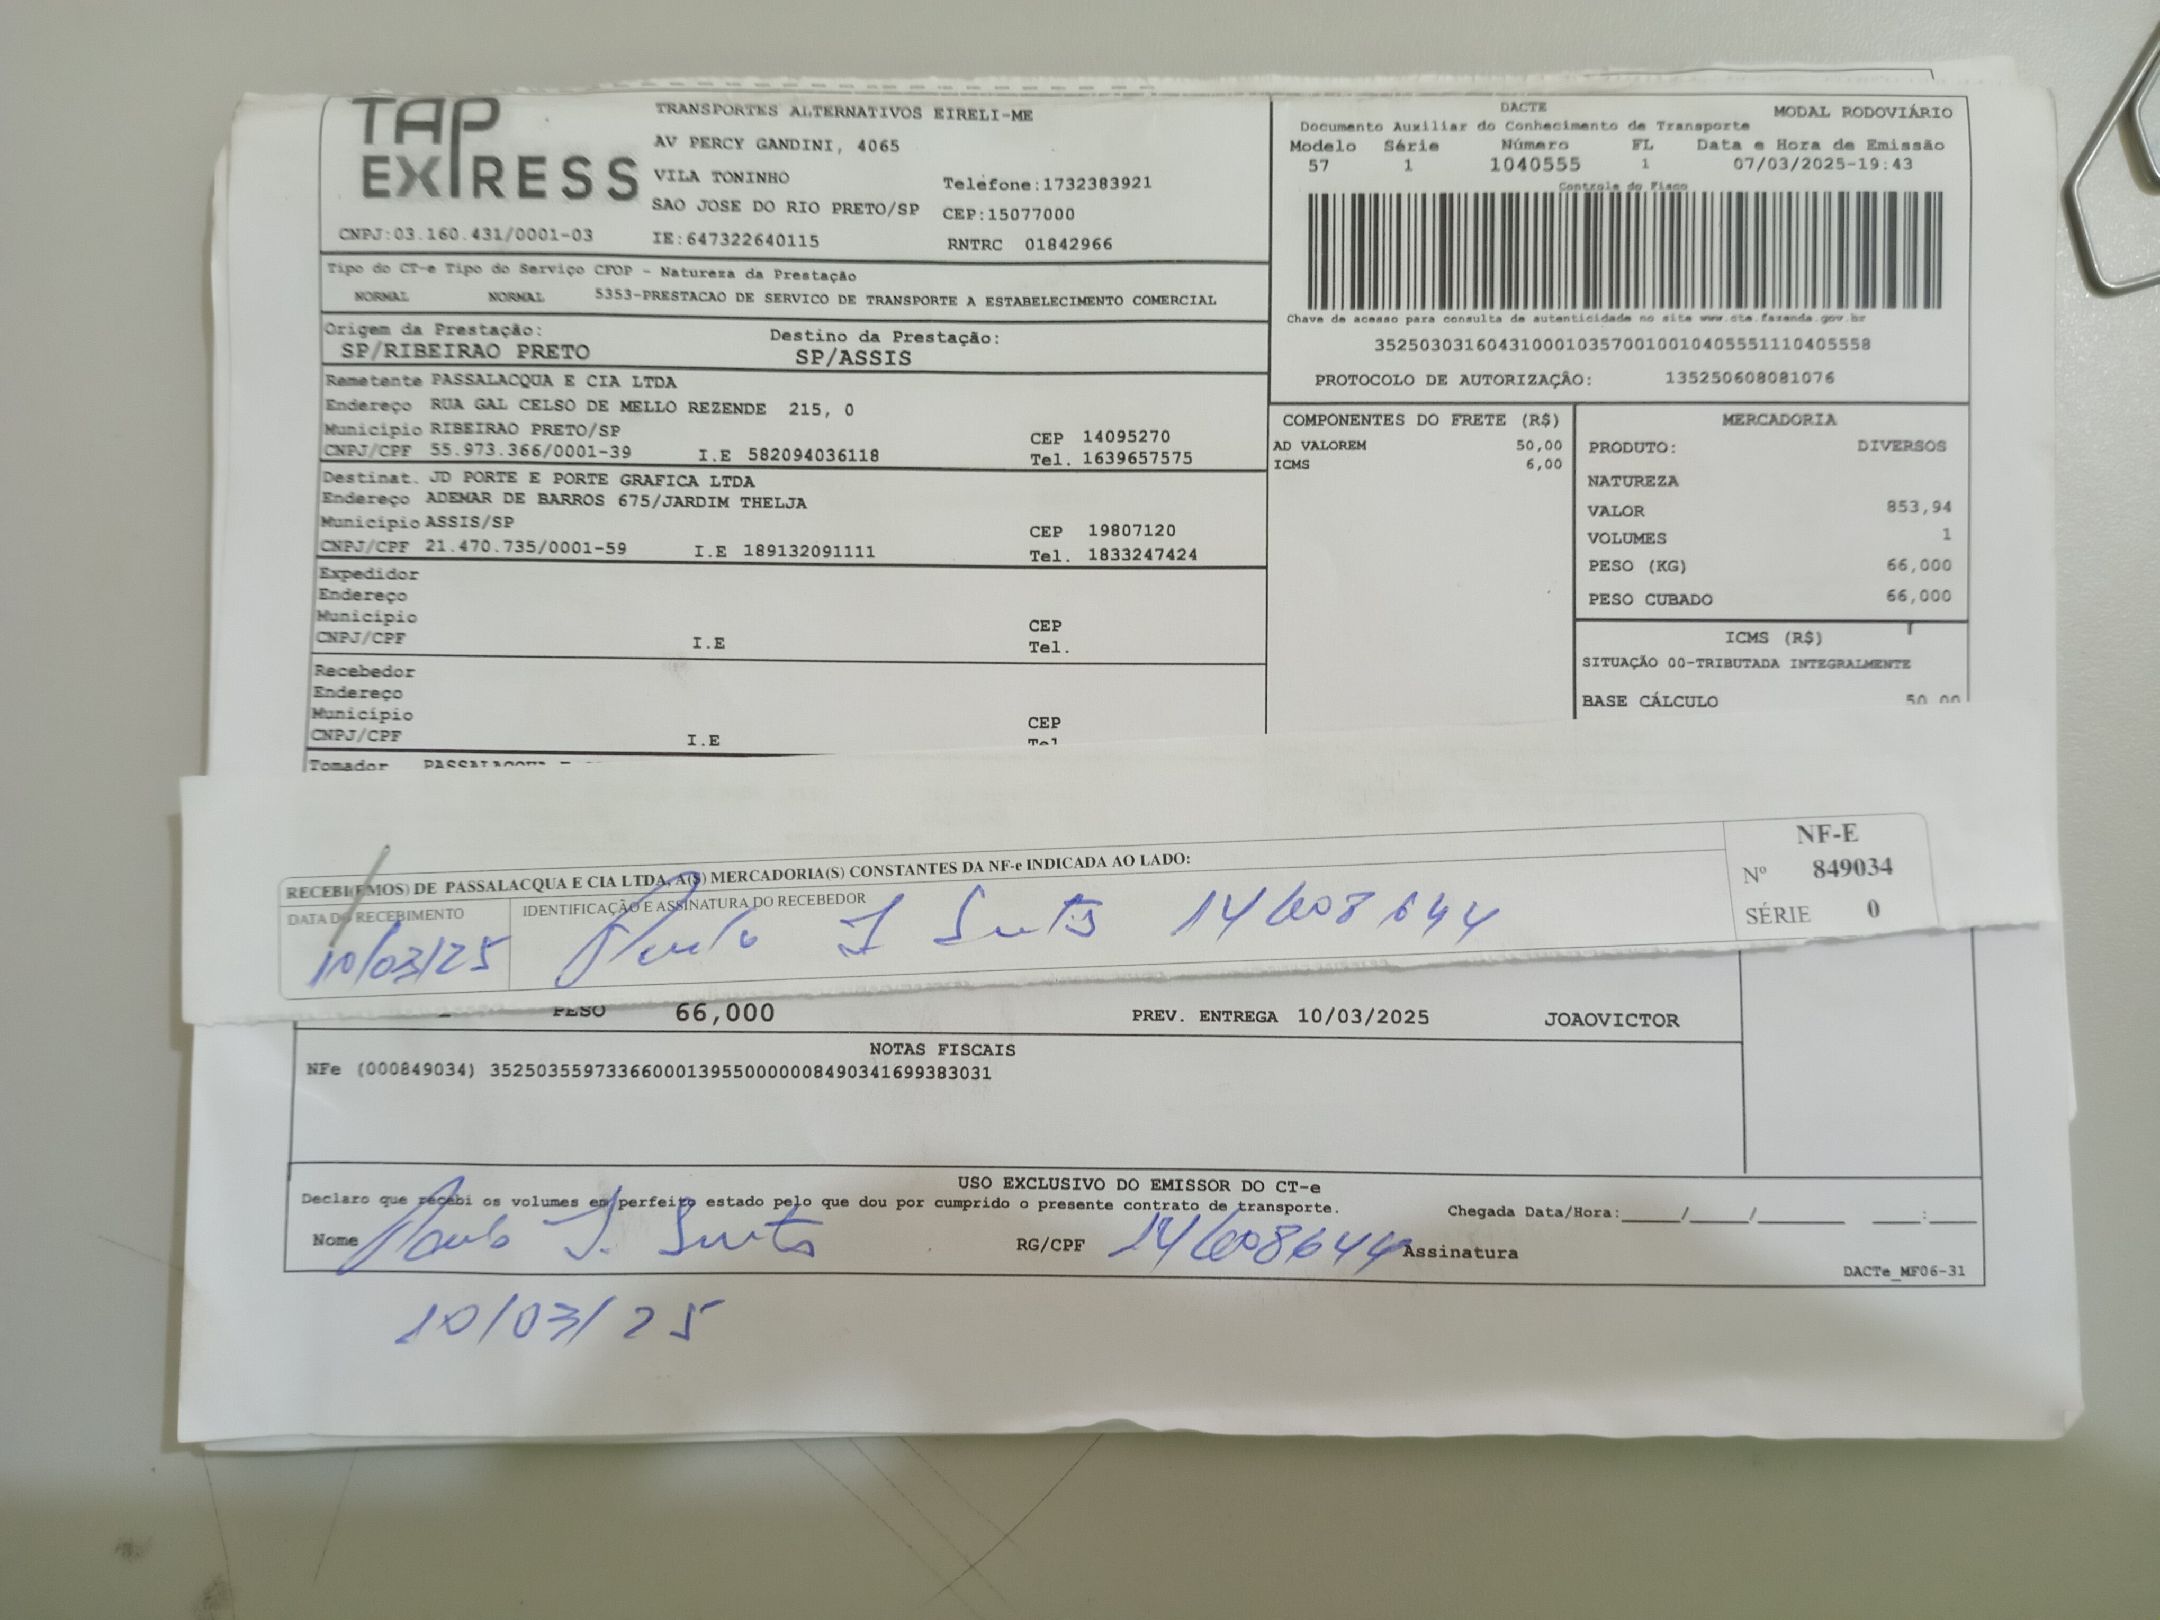 TAP EXPRESS
TRANSPORTES ALTERNATIVOS EIRELI-ME
AV PERCY GANDINI, 4065
VILA TONINHO Telefone:1732383921
SAO JOSE DO RIO PRETO/SP CEP:15077000
CNPJ:03.160.431/0001-03 IE:647322640115 RNTRC 01842966
DACTE MODAL RODOVIÁRIO
Documento Auxiliar do Conhecimento de Transporte
Modelo Série Número FL Data e Hora de Emissão
57 1 1040555 1 07/03/2025-19:43
Controle do Fisco
Chave de acesso para consulta de autenticidade no site www.cte.fazenda.gov.br
35250303160431000103570010010405551110405558
PROTOCOLO DE AUTORIZAÇÃO: 135250608081076
Tipo do CT-e Tipo do Serviço CFOP - Natureza da Prestação
NORMAL NORMAL 5353-PRESTACAO DE SERVICO DE TRANSPORTE A ESTABELECIMENTO COMERCIAL
Origem da Prestação: Destino da Prestação:
SP/RIBEIRAO PRETO SP/ASSIS
Remetente PASSALACQUA E CIA LTDA
Endereço RUA GAL CELSO DE MELLO REZENDE 215, 0
Município RIBEIRAO PRETO/SP CEP 14095270
CNPJ/CPF 55.973.366/0001-39 I.E 582094036118 Tel. 1639657575
Destinat. JD PORTE E PORTE GRAFICA LTDA
Endereço ADEMAR DE BARROS 675/JARDIM THELJA
Município ASSIS/SP CEP 19807120
CNPJ/CPF 21.470.735/0001-59 I.E 189132091111 Tel. 1833247424
Expedidor
Endereço
Município CEP
CNPJ/CPF I.E Tel.
Recebedor
Endereço
Município CEP
CNPJ/CPF I.E Tel
Tomador PASSALACQUA E
COMPONENTES DO FRETE (R$)
AD VALOREM 50,00
ICMS 6,00
MERCADORIA
PRODUTO: DIVERSOS
NATUREZA
VALOR 853,94
VOLUMES 1
PESO (KG) 66,000
PESO CUBADO 66,000
ICMS (R$)
SITUAÇÃO 00-TRIBUTADA INTEGRALMENTE
BASE CÁLCULO 50,00
RECEBI(EMOS) DE PASSALACQUA E CIA LTDA, A(S) MERCADORIA(S) CONSTANTES DA NF-e INDICADA AO LADO:
DATA DO RECEBIMENTO IDENTIFICAÇÃO E ASSINATURA DO RECEBEDOR
10/03/25 Paulo
NF-E
Nº 849034
SÉRIE 0
PESO 66,000 PREV. ENTREGA 10/03/2025 JOAOVICTOR
NOTAS FISCAIS
NFe (000849034) 35250355973366000139550000008490341699383031
USO EXCLUSIVO DO EMISSOR DO CT-e
Declaro que recebi os volumes em perfeito estado pelo que dou por cumprido o presente contrato de transporte. Chegada Data/Hora:_____/_____/_______ ____:____
Nome Paulo RG/CPF Assinatura
DACTe_MF06-31
10/03/25